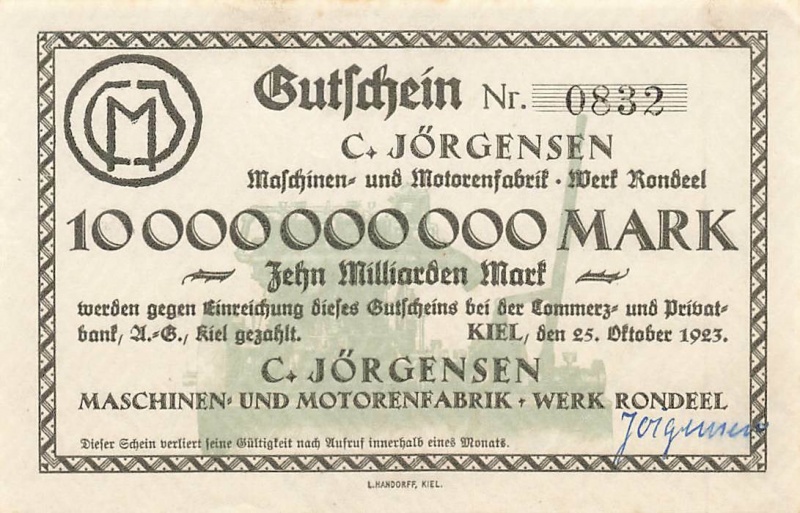 CMJ
Gutschein Nr. 0832
C. JÖRGENSEN
Maschinen- und Motorenfabrik · Werk Rondeel
10 000 000 000 MARK
Zehn Milliarden Mark
werden gegen Einreichung dieses Gutscheins bei der Commerz- und Privat-
bank, A.-G., Kiel gezahlt. KIEL, den 25. Oktober 1923.
C. JÖRGENSEN
MASCHINEN- UND MOTORENFABRIK · WERK RONDEEL
Jörgensen
Dieser Schein verliert seine Gültigkeit nach Aufruf innerhalb eines Monats.
L. HANDORFF, KIEL.